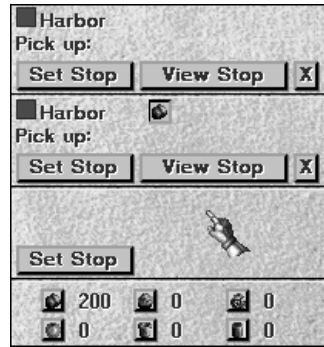 Harbor
Pick up:
Set Stop View Stop X
Harbor
Pick up:
Set Stop View Stop X
Set Stop
200 0 0
0 0 0